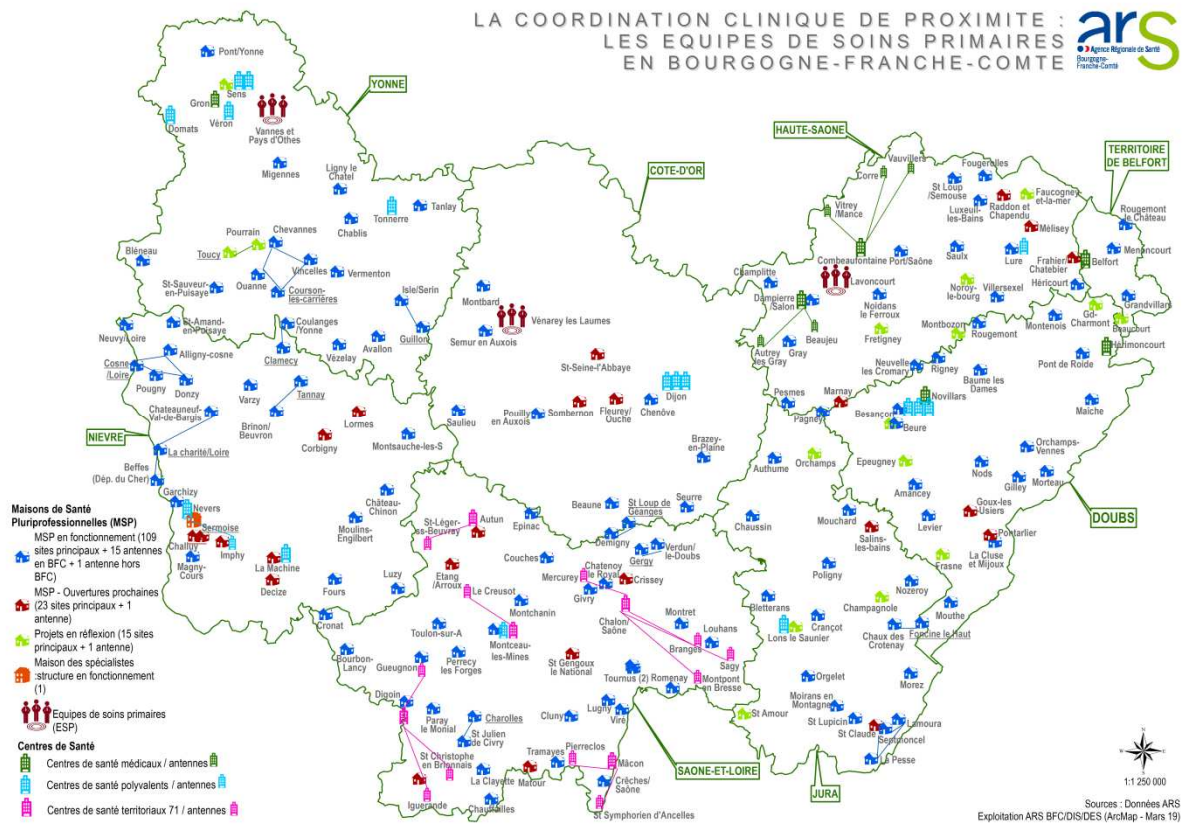 LA COORDINATION CLINIQUE DE PROXIMITE :
LES EQUIPES DE SOINS PRIMAIRES
EN BOURGOGNE-FRANCHE-COMTE
ars
Agence Régionale de Santé
Bourgogne-
Franche-Comté
YONNE
Pont/Yonne
Sens
Gron
Véron
Domats
Vannes et
Pays d'Othes
Migennes
Ligny le
Chatel
Tonnerre
Tanlay
Chablis
Pourrain
Chevannes
Toucy
Bléneau
Vincelles
Vermenton
Ouanne
St-Sauveur-
en-Puisaye
Courson-
les-carrières
Isle/Serin
Coulanges
/Yonne
Guillon
Avallon
Vézelay
COTE-D'OR
Montbard
Vénarey les Laumes
Semur en Auxois
St-Seine-l'Abbaye
Dijon
Chenôve
Fleurey/
Ouche
Sombernon
Pouilly
en Auxois
Saulieu
Brazey-
en-Plaine
Beaune
St Loup de
Géanges
Seurre
NIEVRE
Neuvy/Loire
St-Amand-
en-Puisaye
Alligny-cosne
Cosne
/Loire
Pougny
Donzy
Clamecy
Varzy
Tannay
Chateauneuf-
Val-de-Bargis
Brinon/
Beuvron
Lormes
Corbigny
Montsauche-les-S
La charité/Loire
Beffes
(Dép. du Cher)
Garchizy
Nevers
Sermoise
Challuy
Imphy
Magny-
Cours
La Machine
Decize
Château-
Chinon
Moulins-
Engilbert
Fours
Luzy
HAUTE-SAONE
Vauvillers
Corre
Vitrey
/Mance
Combeaufontaine
Fougerolles
St Loup
/Semouse
Luxeuil-
les-Bains
Raddon et
Chapendu
Faucogney
et-la-mer
Mélisey
Port/Saône
Saulx
Lure
Frahier/
Chatebier
Héricourt
Champlitte
Dampierre
/Salon
Lavoncourt
Noidans
le Ferroux
Noroy-
le-bourg
Villersexel
Beaujeu
Autrey
les Gray
Gray
Fretigney
Montbozon
Rougemont
Neuvelle
les Cromary
Rigney
Pesmes
Marnay
TERRITOIRE
DE BELFORT
Rougemont
le Château
Menoncourt
Belfort
Grandvillars
Beaucourt
DOUBS
Montenois
Gd-
Charmont
Hérimoncourt
Pont de Roide
Baume les
Dames
Maîche
Novillars
Besançon
Beure
Pagney
Orchamps
Authume
Epeugney
Orchamps-
Vennes
Nods
Gilley
Morteau
Amancey
Goux-les
Usiers
Levier
Pontarlier
La Cluse
et Mijoux
Frasne
Mouthe
JURA
Chaussin
Mouchard
Salins-
les-bains
Poligny
Nozeroy
Champagnole
Bletterans
Lons le Saunier
Crançot
Chaux des
Crotenay
Foncine le Haut
Orgelet
Morez
Moirans en
Montagne
St Lupicin
St Claude
Lamoura
Septmoncel
La Pesse
St Amour
SAONE-ET-LOIRE
Autun
St-Léger-
ss-Beuvray
Epinac
Demigny
Verdun/
le-Doubs
Gergy
Couches
Chatenoy
le Royal
Mercurey
Crissey
Givry
Etang
/Arroux
Le Creusot
Montchanin
Chalon/
Saône
Montret
Louhans
Branges
Sagy
Montpont
en Bresse
Cronat
Toulon-sur-A
Montceau-
les-Mines
Bourbon-
Lancy
Gueugnon
Perrecy
les Forges
St Gengoux
le National
Tournus (2)
Romenay
Digoin
Paray
le Monial
Charolles
Cluny
Lugny
Viré
St Julien
de Civry
St Christophe
en Brionnais
Tramayes
Pierreclos
Mâcon
La Clayette
Matour
Crêches/
Saône
Iguerande
Chauffailles
St Symphorien d'Ancelles
Maisons de Santé
Pluriprofessionnelles (MSP)
MSP en fonctionnement (109
sites principaux + 15 antennes
en BFC + 1 antenne hors
BFC)
MSP - Ouvertures prochaines
(23 sites principaux + 1
antenne)
Projets en réflexion (15 sites
principaux + 1 antenne)
Maison des spécialistes
:structure en fonctionnement
(1)
Equipes de soins primaires
(ESP)
Centres de Santé
Centres de santé médicaux / antennes
Centres de santé polyvalents / antennes
Centres de santé territoriaux 71 / antennes
1:1 250 000
Sources : Données ARS
Exploitation ARS BFC/DIS/DES (ArcMap - Mars 19)